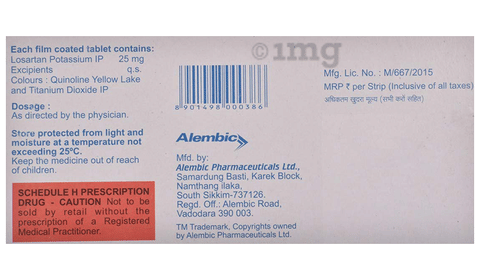 Each film coated tablet contains:
Losartan Potassium IP 25 mg
Excipients q.s.
Colours : Quinoline Yellow Lake
and Titanium Dioxide IP
Dosage :
As directed by the physician.
Store protected from light and
moisture at a temperature not
exceeding 25ºC.
Keep the medicine out of reach
of children.
SCHEDULE H PRESCRIPTION
DRUG - CAUTION Not to be
sold by retail without the
prescription of a Registered
Medical Practitioner.
1mg
8 901498 000386
Alembic
Mfd. by:
Alembic Pharmaceuticals Ltd.,
Samardung Basti, Karek Block,
Namthang ilaka,
South Sikkim-737126.
Regd. Off.: Alembic Road,
Vadodara 390 003.
TM Trademark, Copyrights owned
by Alembic Pharmaceuticals Ltd.
Mfg. Lic. No. : M/667/2015
MRP ₹ per Strip (Inclusive of all taxes)
अधिकतम खुदरा मूल्य (सभी करों सहित)